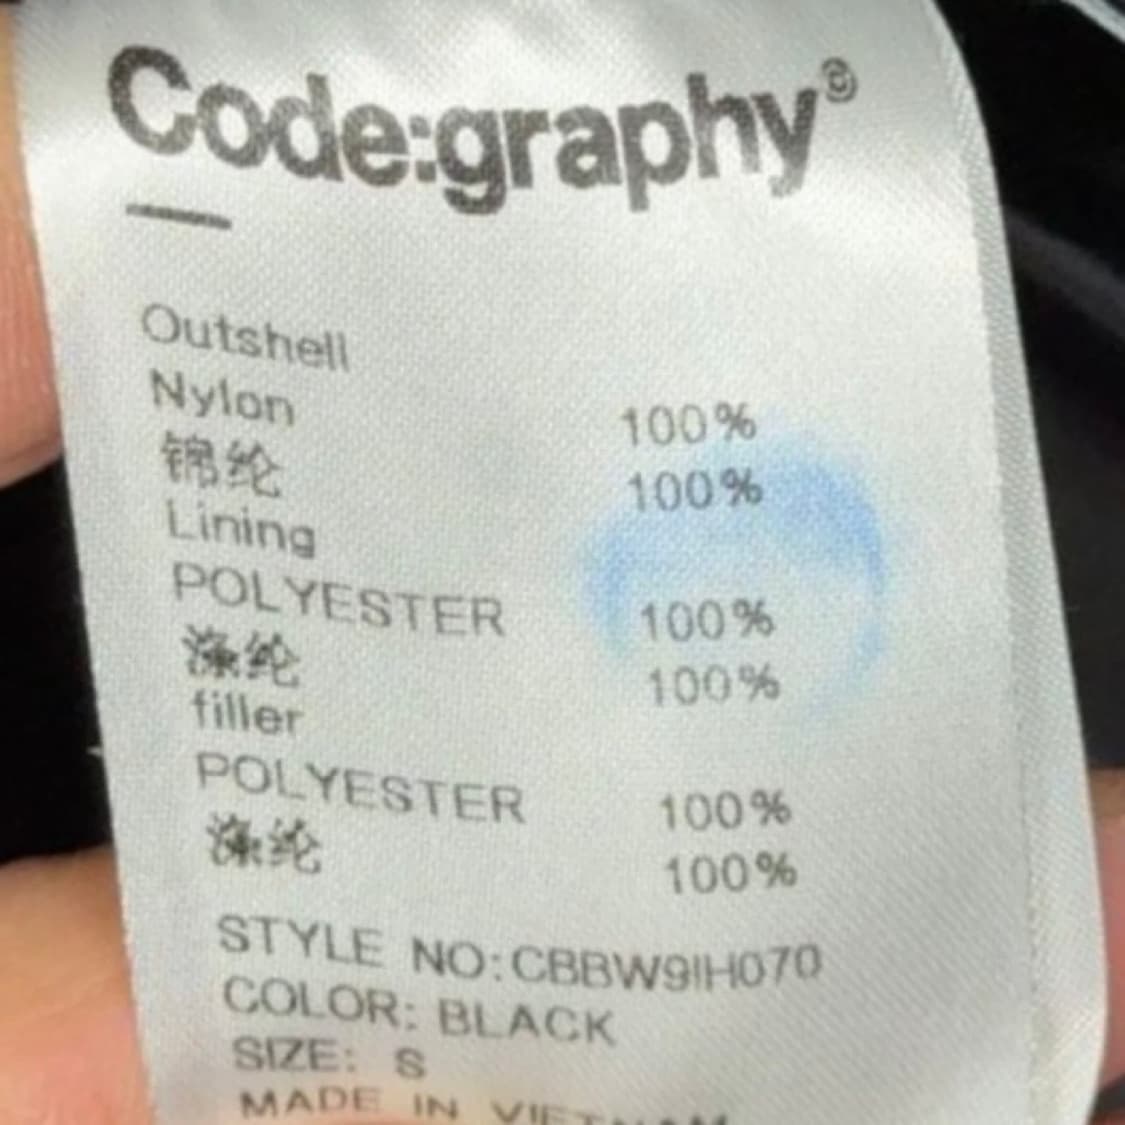 Code:graphy©
Outshell
Nylon 100%
锦纶 100%
Lining
POLYESTER 100%
涤纶 100%
filler
POLYESTER 100%
涤纶 100%
STYLE NO:CBBW9IH070
COLOR: BLACK
SIZE: S
MADE IN VIETNAM